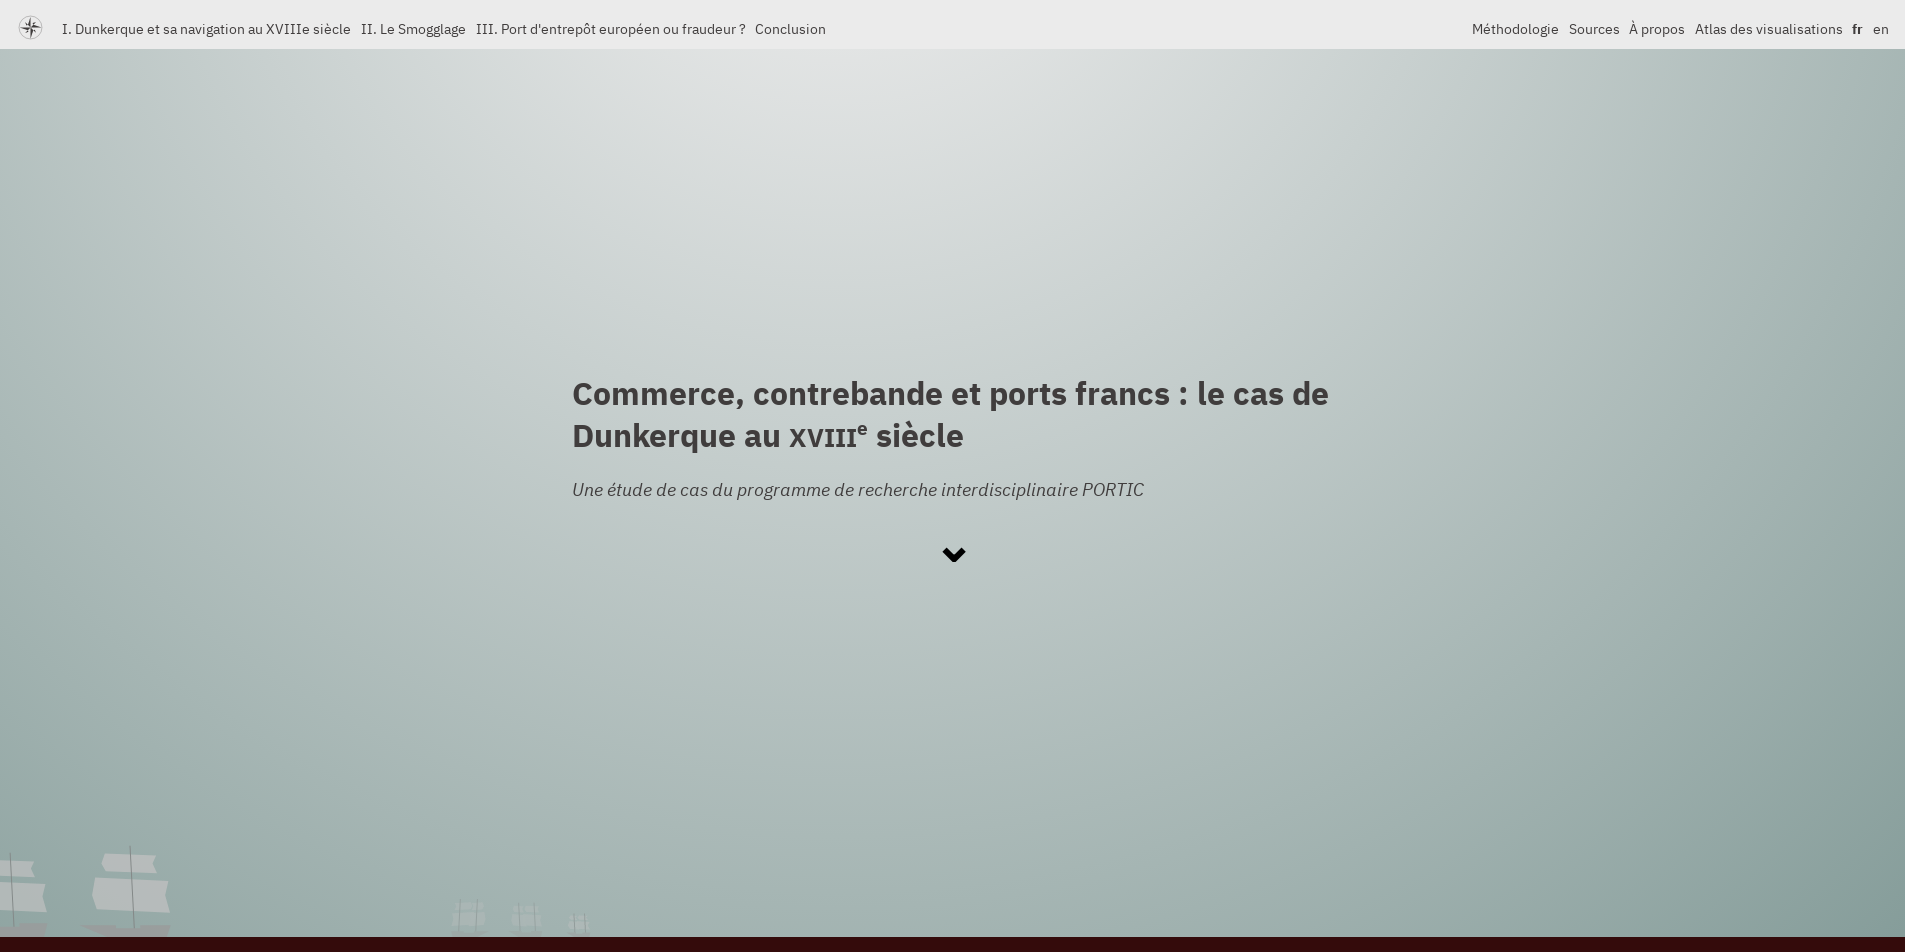 I. Dunkerque et sa navigation au XVIIIe siècle II. Le Smogglage III. Port d'entrepôt européen ou fraudeur ? Conclusion Méthodologie Sources À propos Atlas des visualisations fr en
Commerce, contrebande et ports francs : le cas de
Dunkerque au XVIIIe siècle
Une étude de cas du programme de recherche interdisciplinaire PORTIC